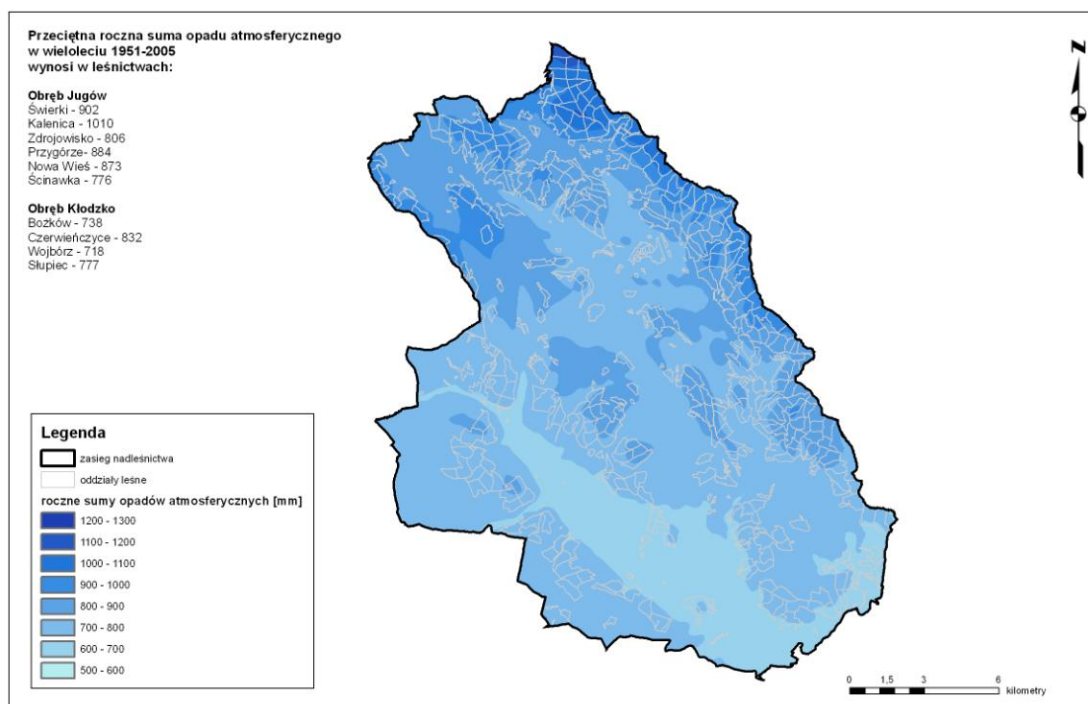 Przeciętna roczna suma opadu atmosferycznego
w wieloleciu 1951-2005
wynosi w leśnictwach:
Obręb Jugów
Świerki - 902
Kalenica - 1010
Zdrojowisko - 806
Przygórze- 884
Nowa Wieś - 873
Ścinawka - 776
Obręb Kłodzko
Bożków - 738
Czerwieńczyce - 832
Wojbórz - 718
Słupiec - 777
N
Legenda
zasięg nadleśnictwa
oddziały leśne
roczne sumy opadów atmosferycznych [mm]
1200 - 1300
1100 - 1200
1000 - 1100
900 - 1000
800 - 900
700 - 800
600 - 700
500 - 600
0 1,5 3 6
kilometry